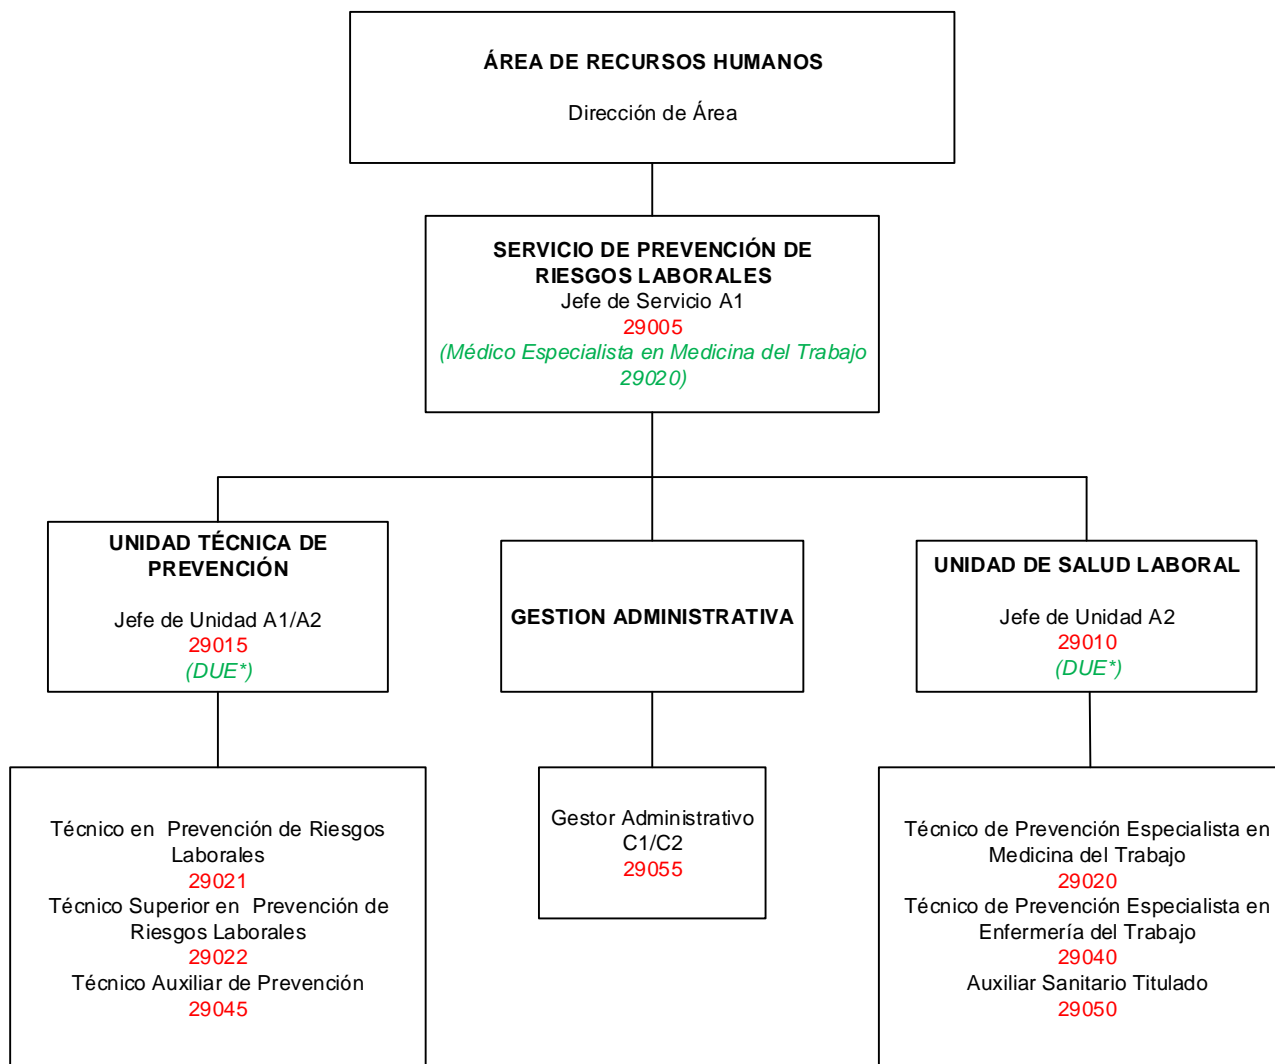 ÁREA DE RECURSOS HUMANOS
Dirección de Área
SERVICIO DE PREVENCIÓN DE
RIESGOS LABORALES
Jefe de Servicio A1
29005
(Médico Especialista en Medicina del Trabajo
29020)
UNIDAD TÉCNICA DE
PREVENCIÓN
Jefe de Unidad A1/A2
29015
(DUE*)
GESTION ADMINISTRATIVA
UNIDAD DE SALUD LABORAL
Jefe de Unidad A2
29010
(DUE*)
Técnico en  Prevención de Riesgos
Laborales
29021
Técnico Superior en  Prevención de
Riesgos Laborales
29022
Técnico Auxiliar de Prevención
29045
Gestor Administrativo
C1/C2
29055
Técnico de Prevención Especialista en
Medicina del Trabajo
29020
Técnico de Prevención Especialista en
Enfermería del Trabajo
29040
Auxiliar Sanitario Titulado
29050